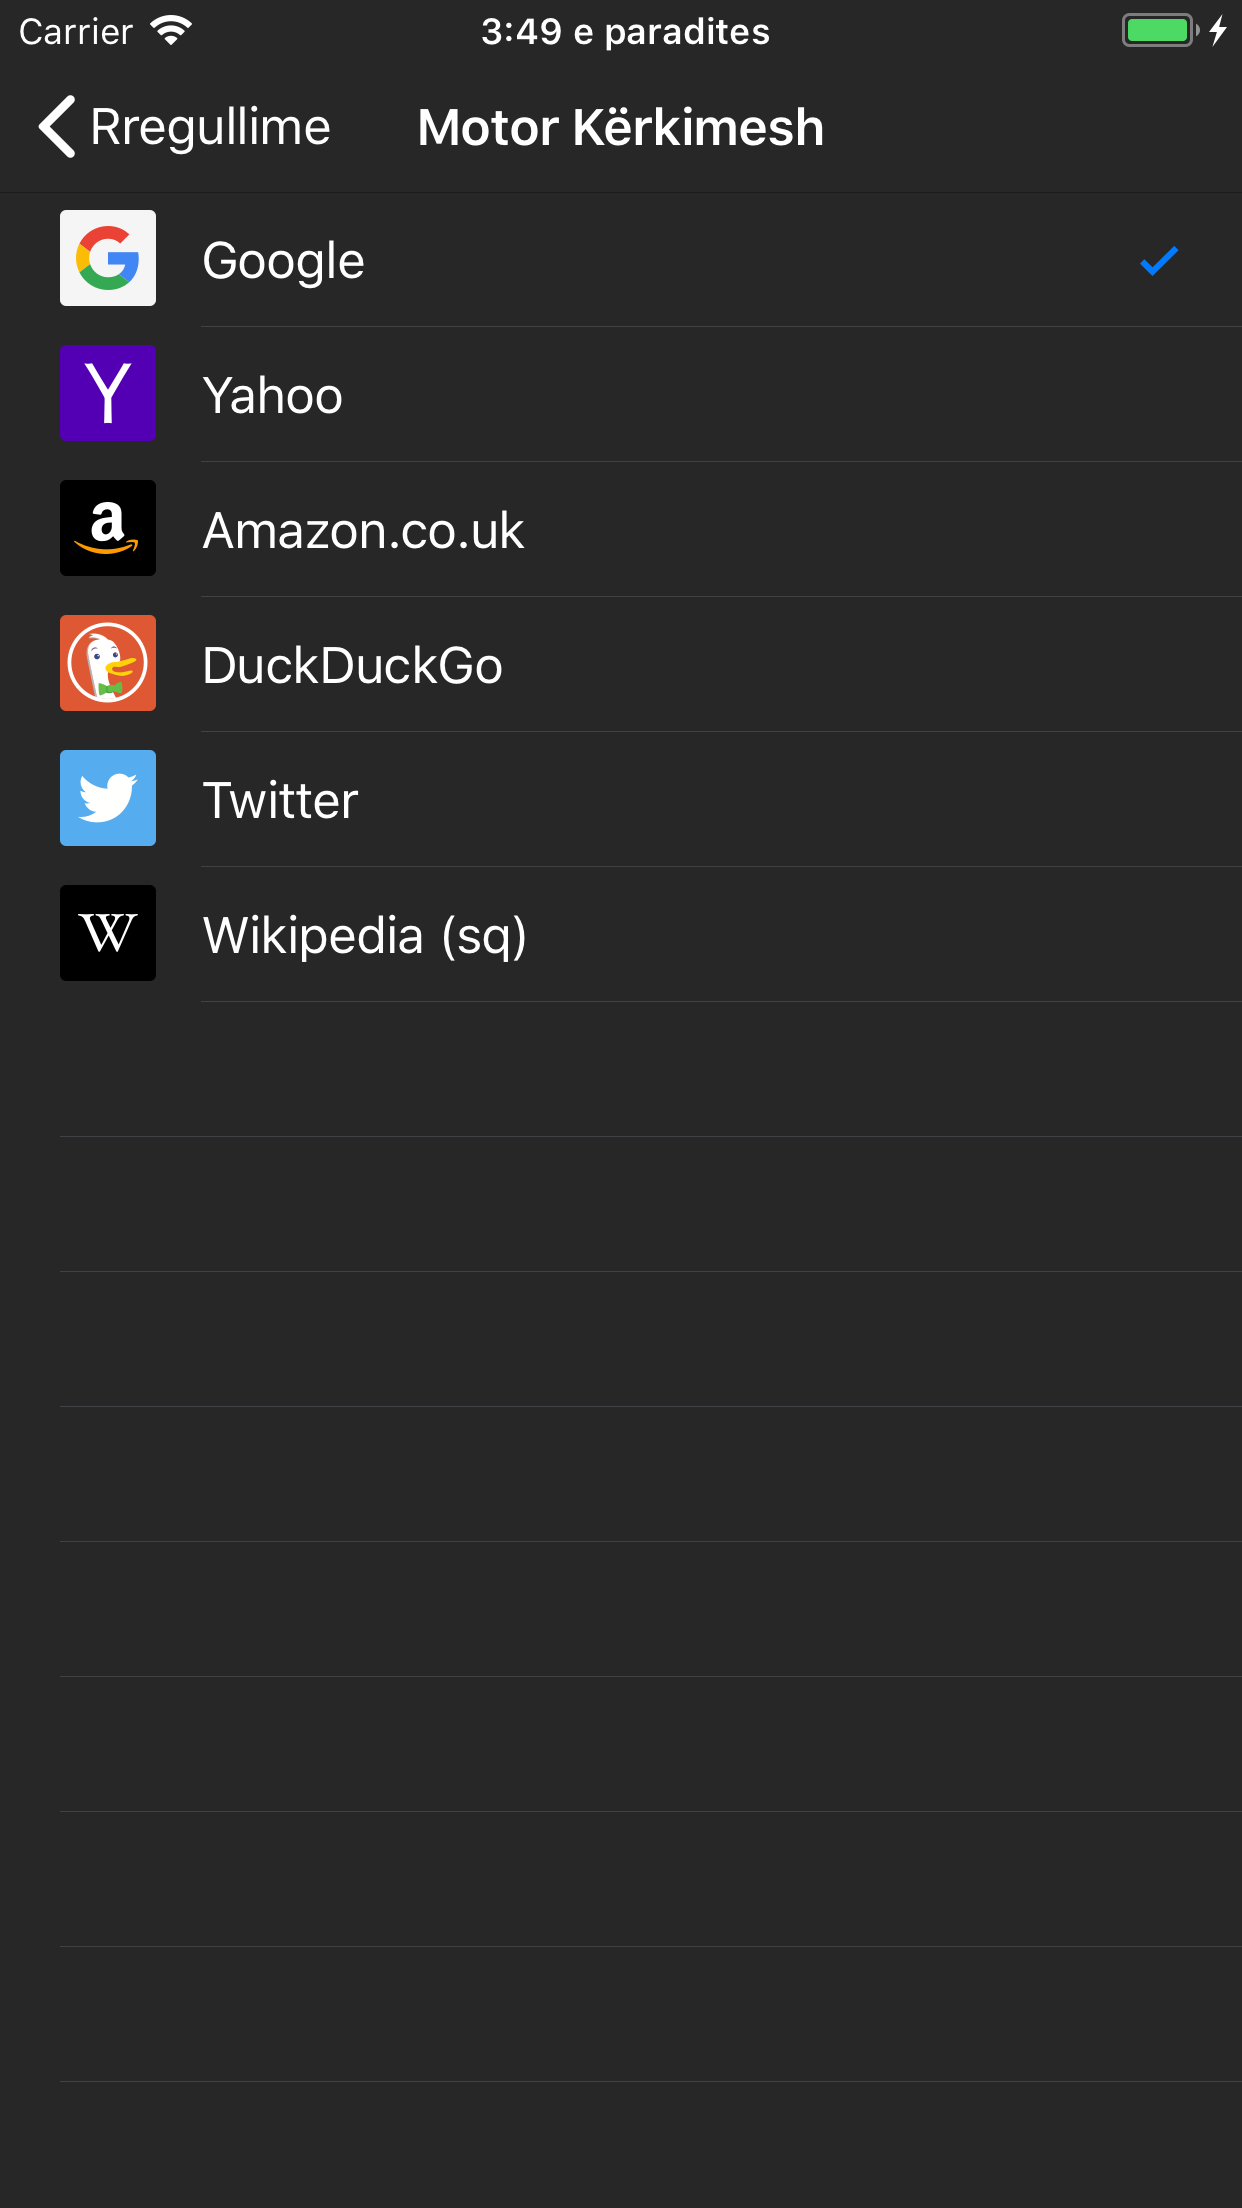 Carrier 3:49 e paradites
Rregullime Motor Kërkimesh
Google
Yahoo
Amazon.co.uk
DuckDuckGo
Twitter
Wikipedia (sq)